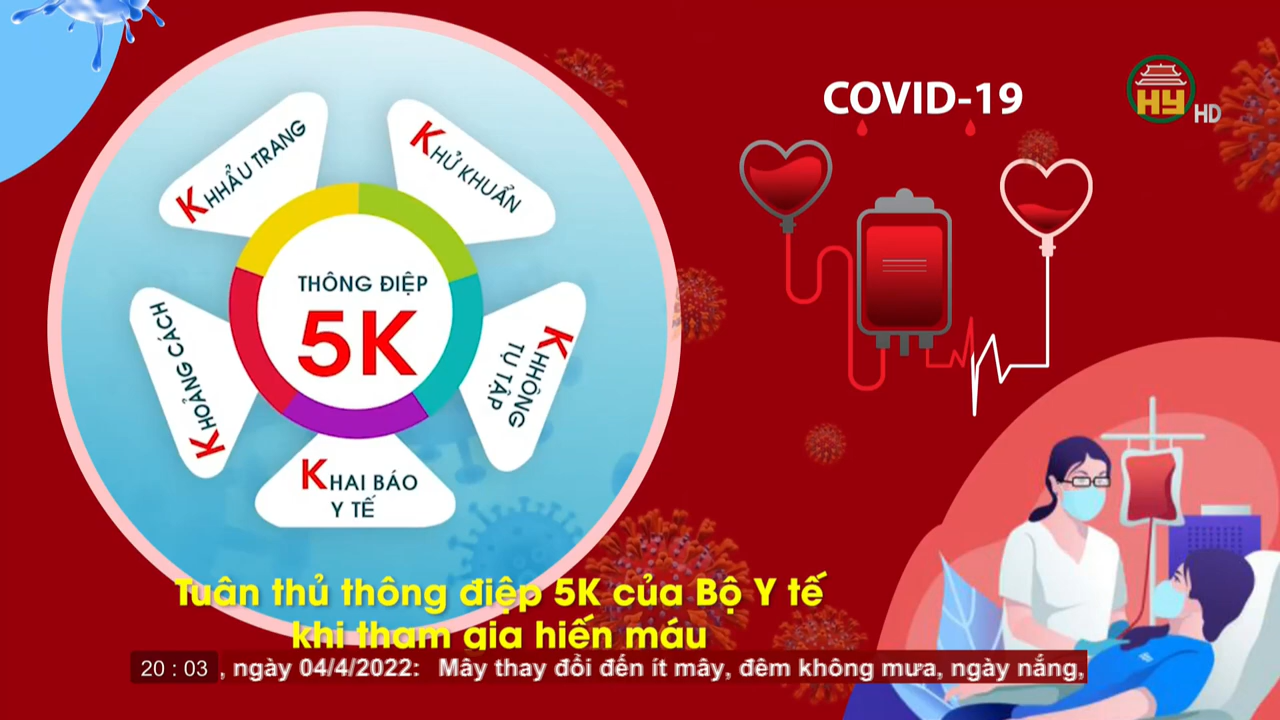 KHHẨU TRANG
KHỬ KHUẨN
THÔNG ĐIỆP
5K
KHOẢNG CÁCH
KHHÔNG
TỤ TẬP
KHAI BÁO
Y TẾ
COVID-19
HY HD
Tuân thủ thông điệp 5K của Bộ Y tế
khi tham gia hiến máu
20 : 03 , ngày 04/4/2022: Mây thay đổi đến ít mây, đêm không mưa, ngày nắng,